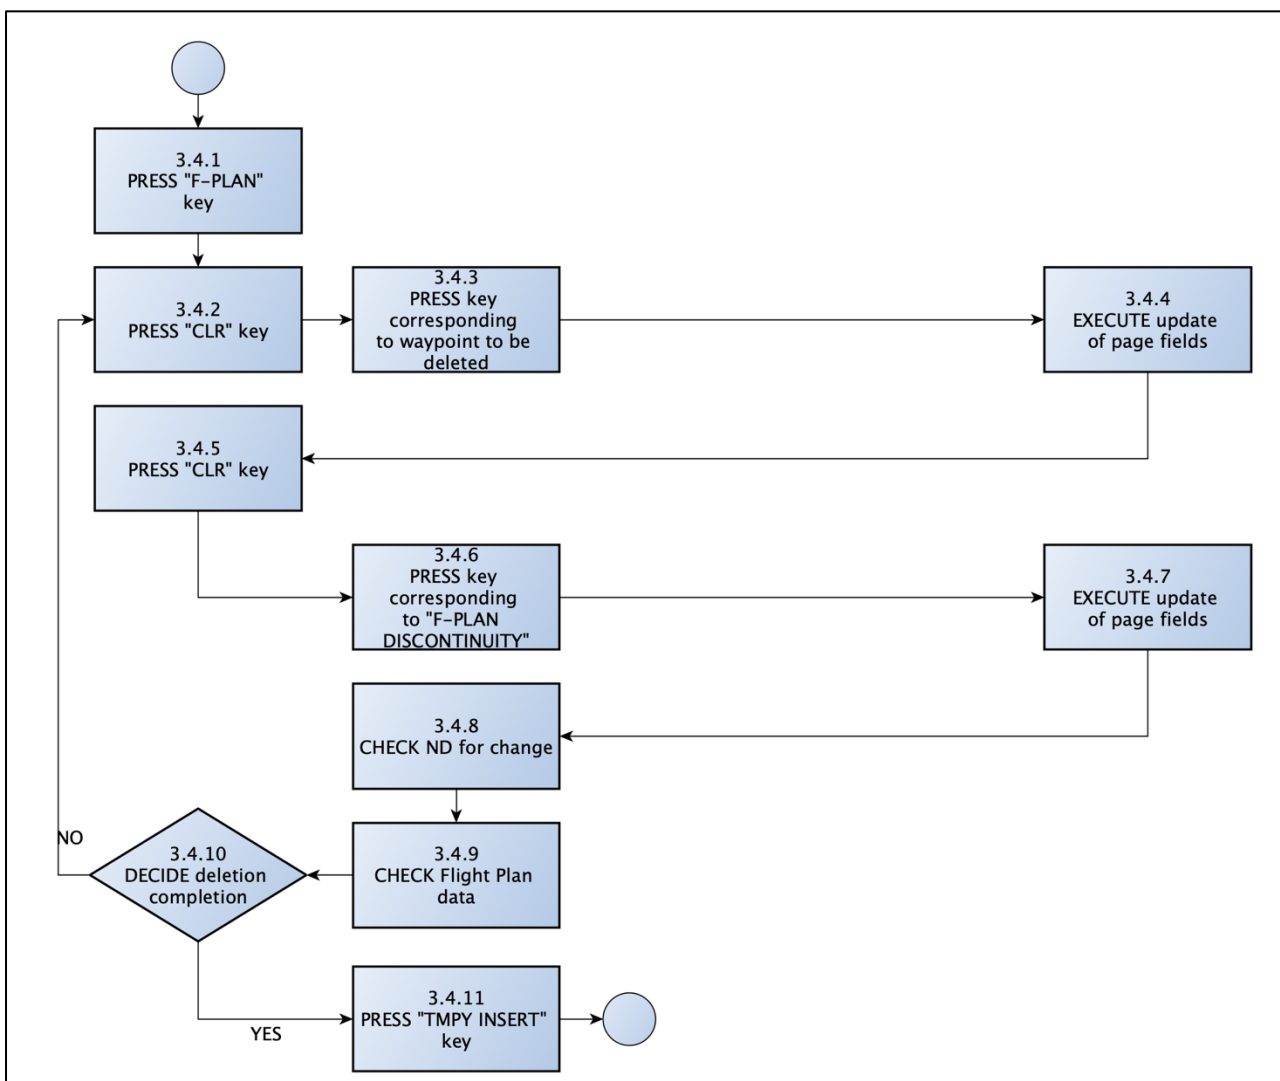 3.4.1
PRESS "F-PLAN"
key
3.4.2
PRESS "CLR" key
3.4.3
PRESS key
corresponding
to waypoint to be
deleted
3.4.4
EXECUTE update
of page fields
3.4.5
PRESS "CLR" key
3.4.6
PRESS key
corresponding
to "F-PLAN
DISCONTINUITY"
3.4.7
EXECUTE update
of page fields
3.4.8
CHECK ND for change
3.4.9
CHECK Flight Plan
data
3.4.10
DECIDE deletion
completion
NO
YES
3.4.11
PRESS "TMPY INSERT"
key